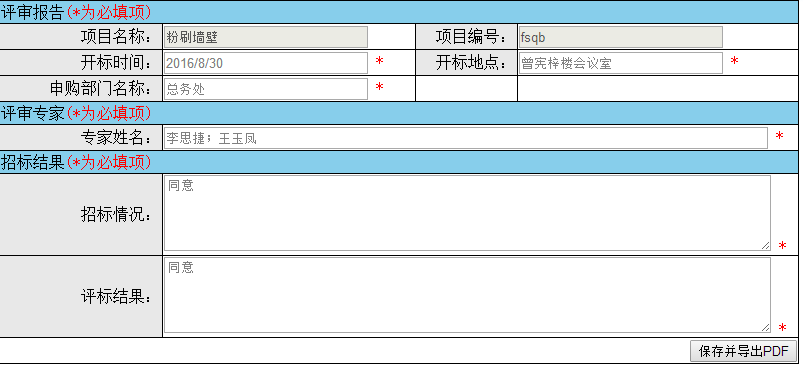 评审报告(*为必填项)
项目名称： 粉刷墙壁 项目编号： fsqb
开标时间： 2016/8/30 * 开标地点： 曾宪梓楼会议室 *
申购部门名称： 总务处 *
评审专家(*为必填项)
专家姓名： 李思捷；王玉凤 *
招标结果(*为必填项)
招标情况： 同意 *
评标结果： 同意 *
保存并导出PDF